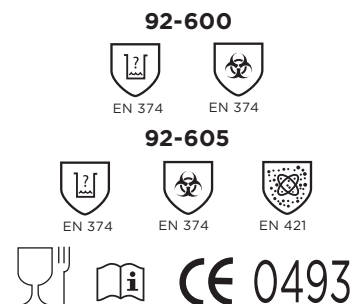 92-600
?
EN 374 EN 374
92-605
?
EN 374 EN 374 EN 421
i CE 0493